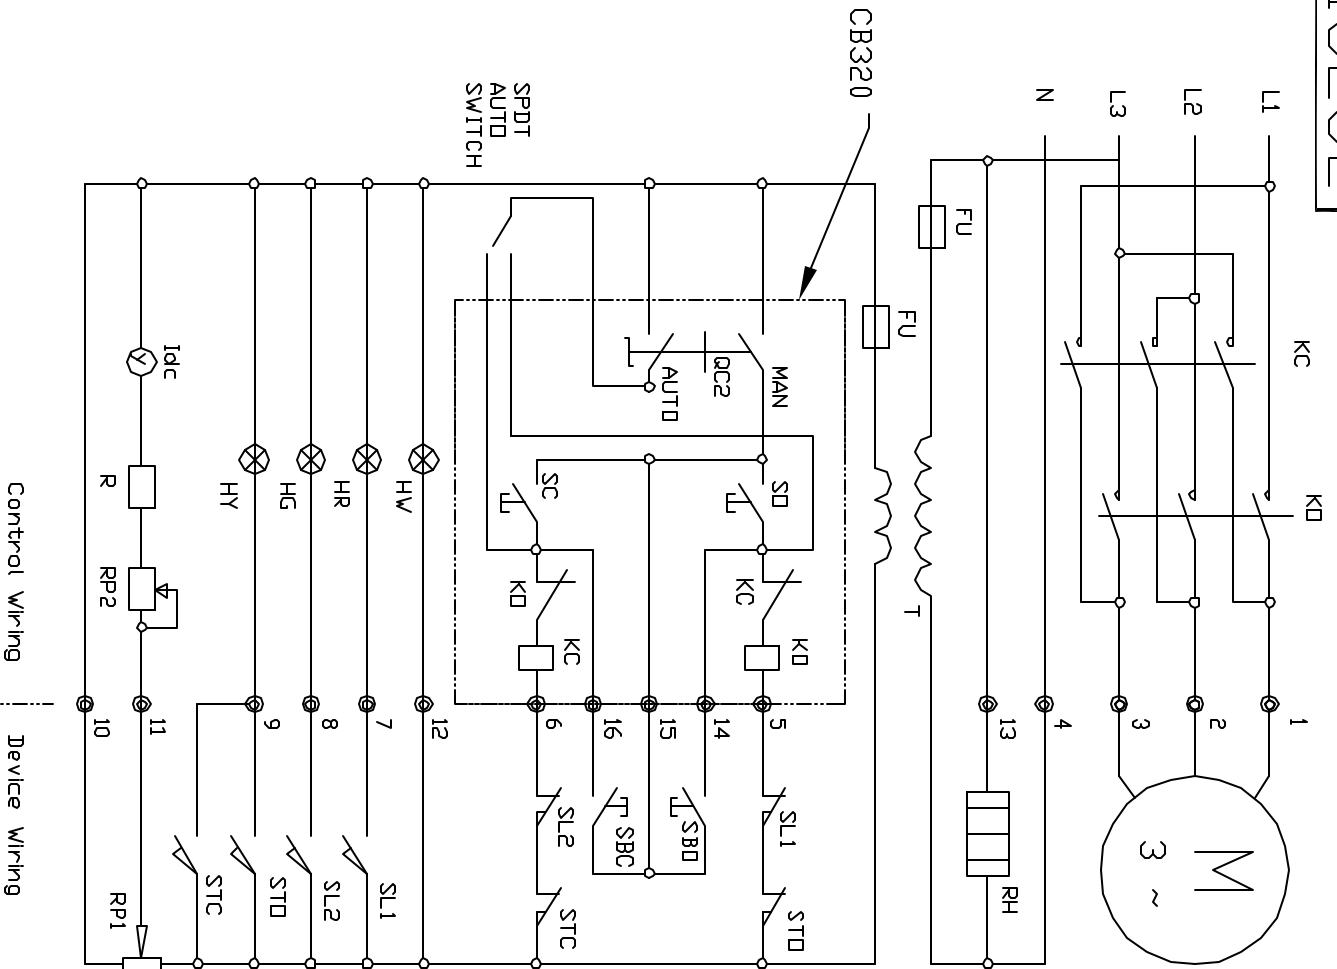 CB320
SPDT
AUTO
SWITCH
N
L3
L2
L1
FU
FU
KC
Idc
AUTO
QC2
MAN
R
HY
HG
HR
HW
SC
SO
KO
RP2
KO
KC
T
KC
KO
Control Wiring
10
11
9
8
7
12
6
16
15
14
5
13
4
3
2
1
Device Wiring
SL2
SBC
SBO
SL1
M
3 ~
RP1
STC
STO
SL2
SL1
STC
STO
RH